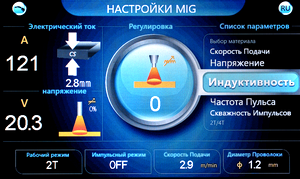 НАСТРОЙКИ MIG
RU
Электрический ток
A
121
CS
2.8mm
напряжение
V
20.3
0%
Регулировка
0
Список параметров
Выбор материала
Скорость Подачи
Напряжение
Индуктивность
Частота Пульса
Скважность Импульсов
2T/4T
Рабочий режим
2T
Импульсный режим
OFF
Скорость Подачи
2.9 m/min
Диаметр Проволоки
Φ 1.2 mm